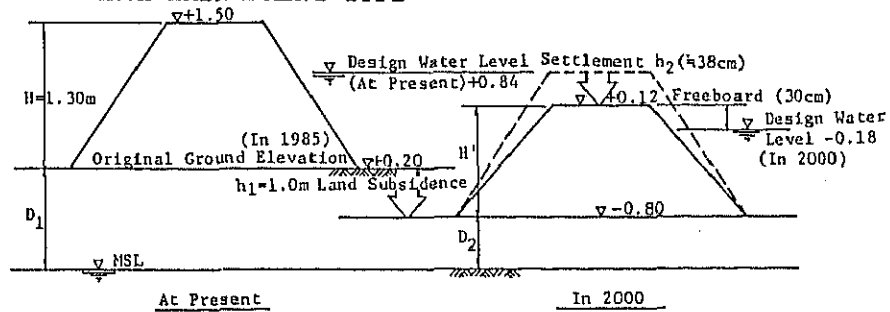 ▽+1.50
H=1.30m
▽ Design Water Level
(At Present)+0.84
Settlement h2(≒38cm)
▽ +0.12 Freeboard (30cm)
▽ Design Water
Level -0.18
(In 2000)
(In 1985)
Original Ground Elevation ▽+0.20
h1=1.0m Land Subsidence
H'
D1
▽-0.80
D2
▽ MSL
At Present
In 2000